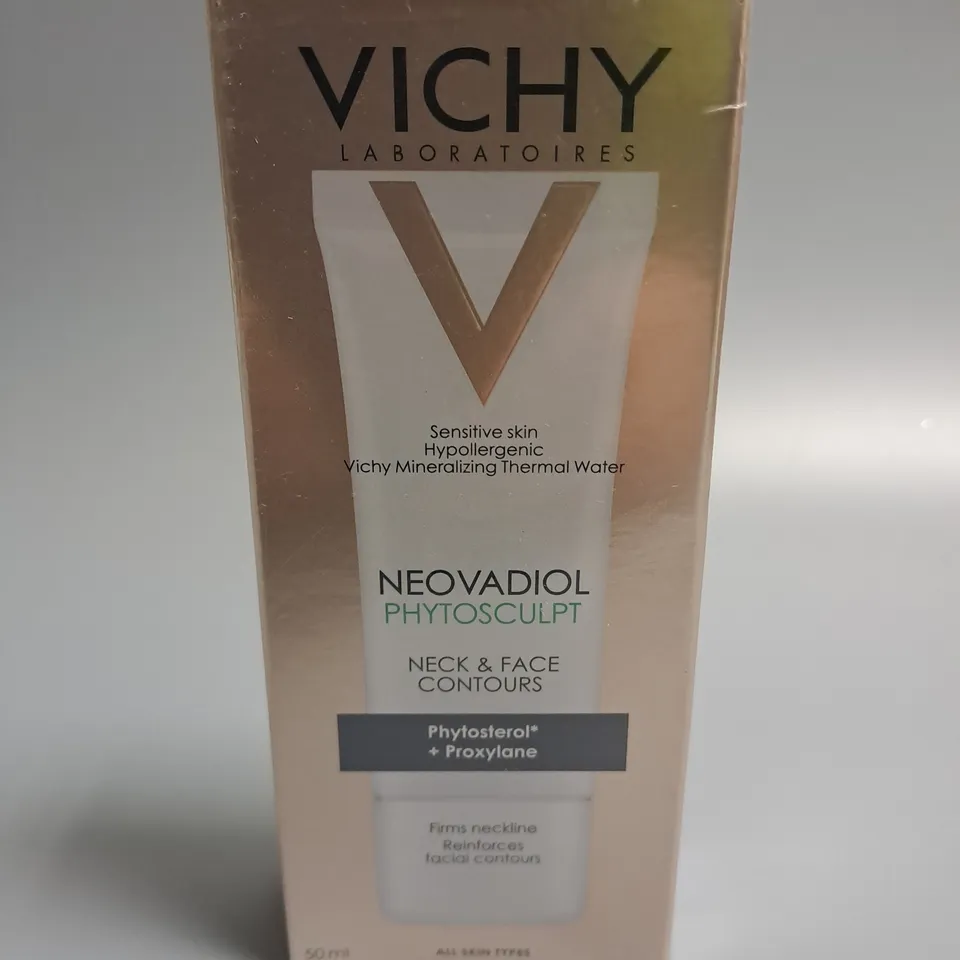 VICHY
LABORATOIRES
V
Sensitive skin
Hypollergenic
Vichy Mineralizing Thermal Water
NEOVADIOL
PHYTOSCULPT
NECK & FACE
CONTOURS
Phytosterol*
+ Proxylane
Firms neckline
Reinforces
facial contours
50 ml ALL SKIN TYPES